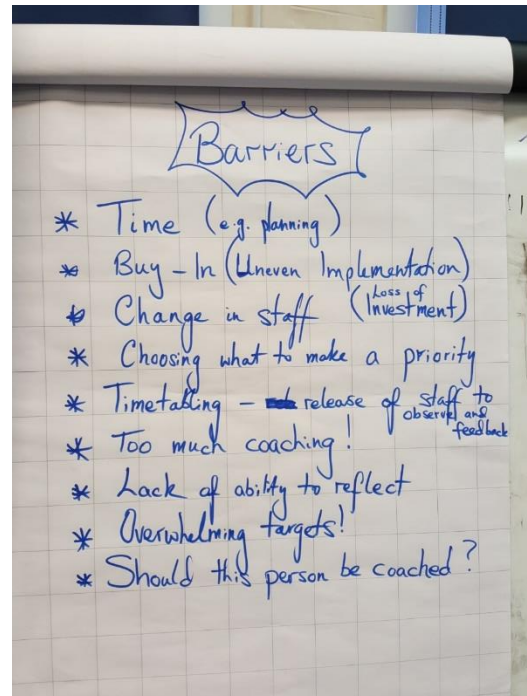 Barriers
* Time (e.g. planning)
* Buy-In (Uneven Implementation)
* Change in staff (Loss of Investment)
* Choosing what to make a priority
* Timetabling - release of staff to observe and feedback
* Too much coaching!
* Lack of ability to reflect
* Overwhelming targets!
* Should this person be coached?